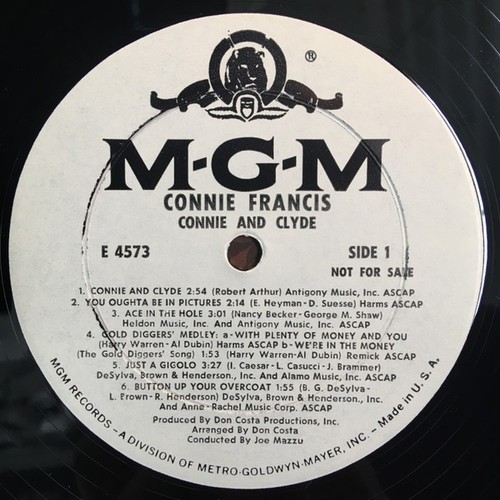 ®
M-G-M
CONNIE FRANCIS
CONNIE AND CLYDE
E 4573
SIDE 1
NOT FOR SALE
1. CONNIE AND CLYDE 2:54 (Robert Arthur) Antigony Music, Inc. ASCAP
2. YOU OUGHTA BE IN PICTURES 2:14 (E. Heyman-D. Suesse) Harms ASCAP
3. ACE IN THE HOLE 3:01 (Nancy Becker-George M. Shaw)
Heldon Music, Inc. And Antigony Music, Inc. ASCAP
4. GOLD DIGGERS' MEDLEY: a-WITH PLENTY OF MONEY AND YOU
(Harry Warren-Al Dubin) Harms ASCAP b-WE'RE IN THE MONEY
(The Gold Diggers' Song) 1:53 (Harry Warren-Al Dubin) Remick ASCAP
5. JUST A GIGOLO 3:27 (I. Caesar-L. Casucci-J. Brammer)
DeSylva, Brown & Henderson, Inc. And Alamo Music, Inc. ASCAP
6. BUTTON UP YOUR OVERCOAT 1:55 (B. G. DeSylva-
L. Brown-R. Henderson) DeSylva, Brown & Henderson, Inc.
And Anne-Rachel Music Corp. ASCAP
Produced By Don Costa Productions, Inc.
Arranged By Don Costa
Conducted By Joe Mazzu
MGM RECORDS – A DIVISION OF METRO-GOLDWYN-MAYER, INC. – Made in U.S.A.